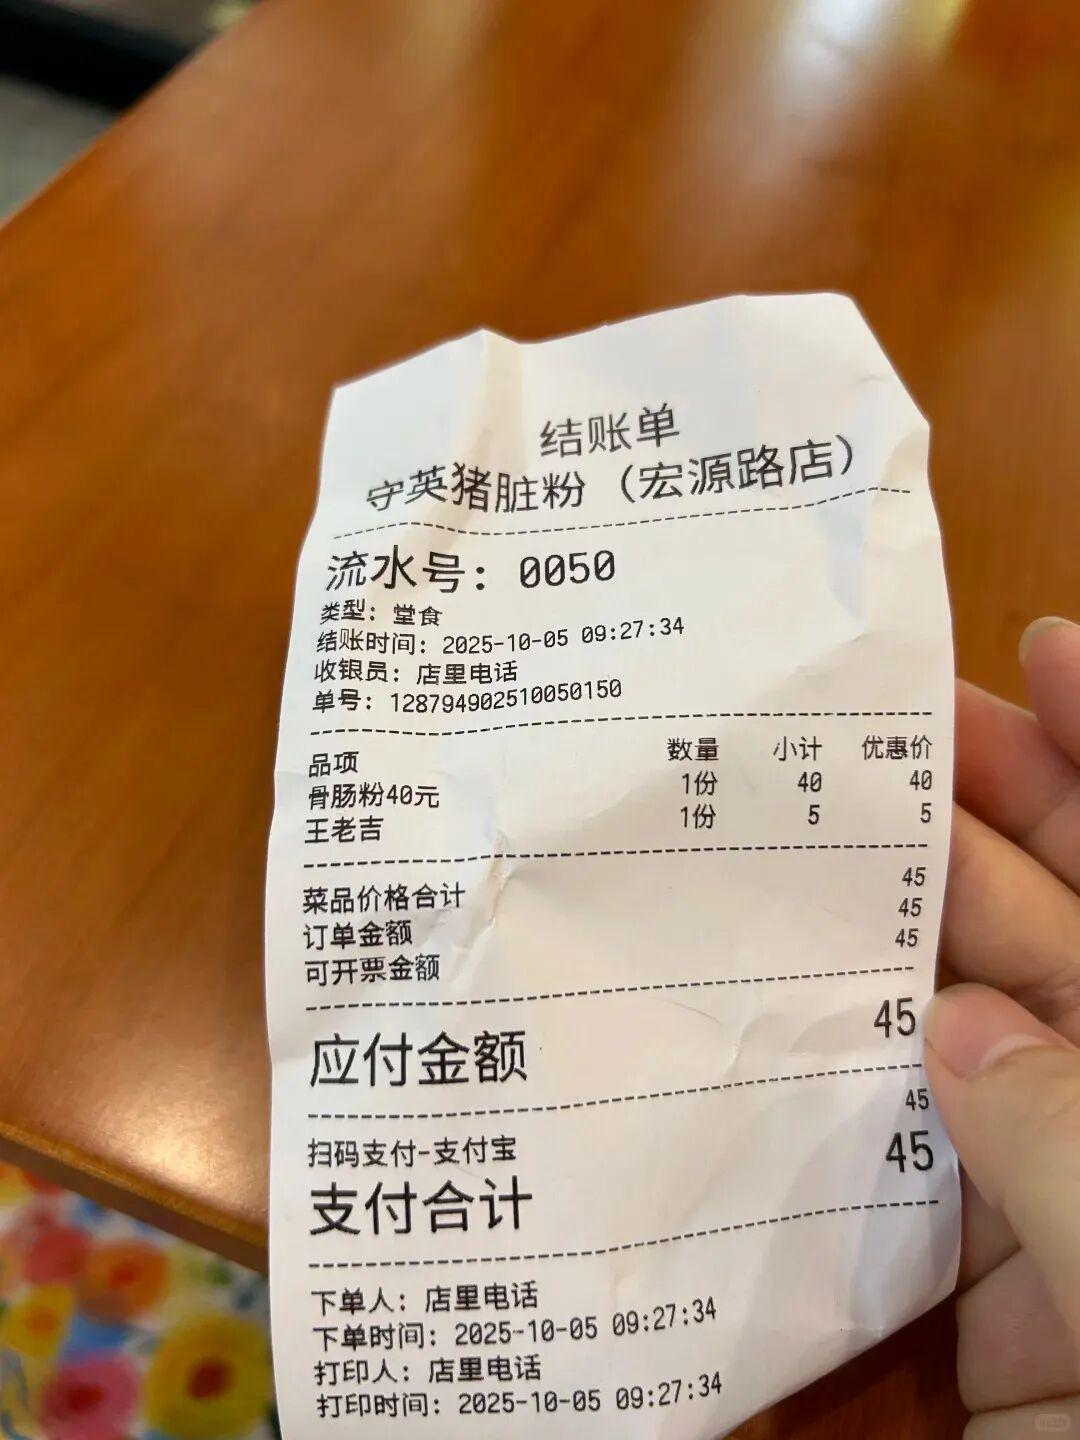 结账单
守英猪脏粉（宏源路店）
流水号：0050
类型：堂食
结账时间：2025-10-05 09:27:34
收银员：店里电话
单号：128794902510050150
品项 数量 小计 优惠价
骨肠粉40元 1份 40 40
王老吉 1份 5 5
菜品价格合计 45
订单金额 45
可开票金额 45
应付金额 45
扫码支付-支付宝 45
支付合计 45
下单人：店里电话
下单时间：2025-10-05 09:27:34
打印人：店里电话
打印时间：2025-10-05 09:27:34